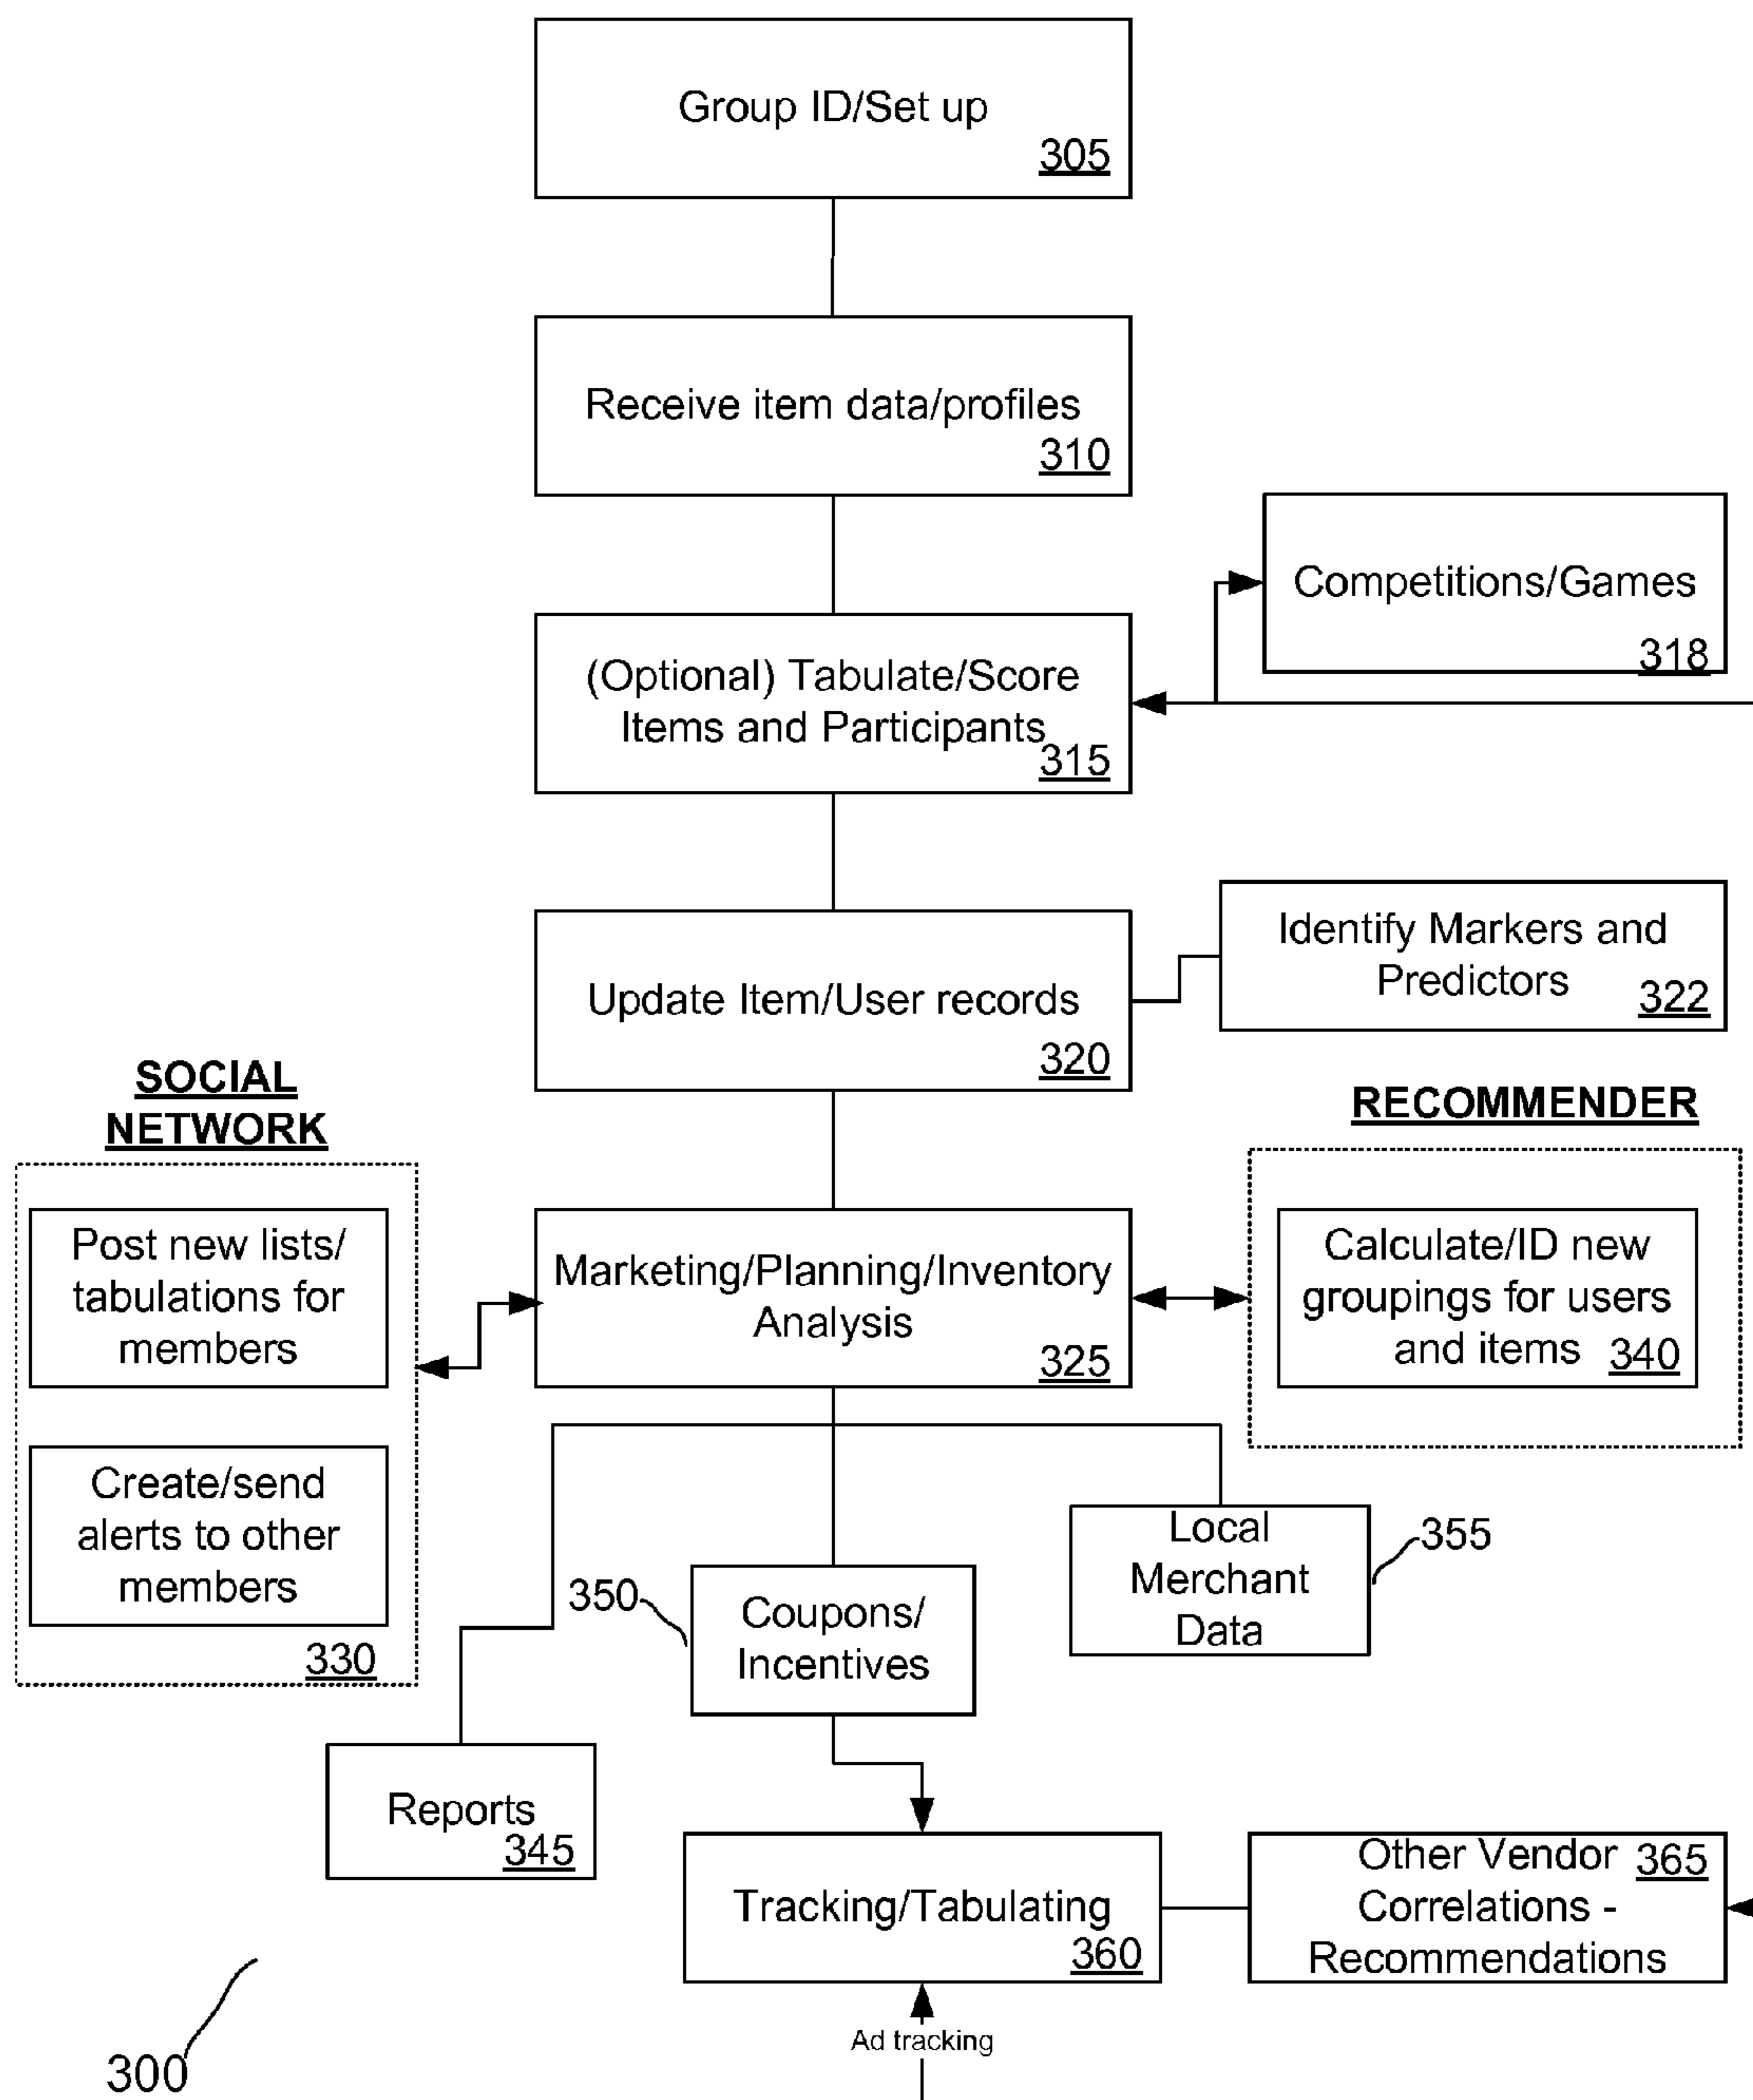 Group ID/Set up
305
Receive item data/profiles
310
Competitions/Games
318
(Optional) Tabulate/Score
Items and Participants
315
Identify Markers and
Predictors
322
Update Item/User records
320
SOCIAL
NETWORK
RECOMMENDER
Post new lists/
tabulations for
members
Marketing/Planning/Inventory
Analysis
325
Calculate/ID new
groupings for users
and items
340
Create/send
alerts to other
members
330
350
Coupons/
Incentives
Local
Merchant
Data
355
Reports
345
Tracking/Tabulating
360
Other Vendor
365
Correlations -
Recommendations
Ad tracking
300